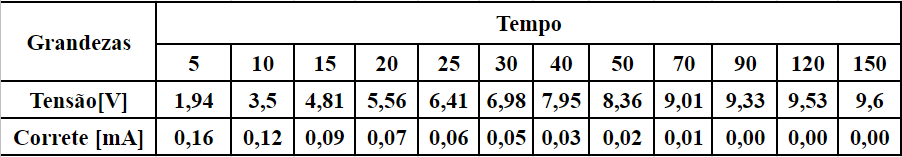 Grandezas Tempo
5 10 15 20 25 30 40 50 70 90 120 150
Tensão[V] 1,94 3,5 4,81 5,56 6,41 6,98 7,95 8,36 9,01 9,33 9,53 9,6
Correte [mA] 0,16 0,12 0,09 0,07 0,06 0,05 0,03 0,02 0,01 0,00 0,00 0,00